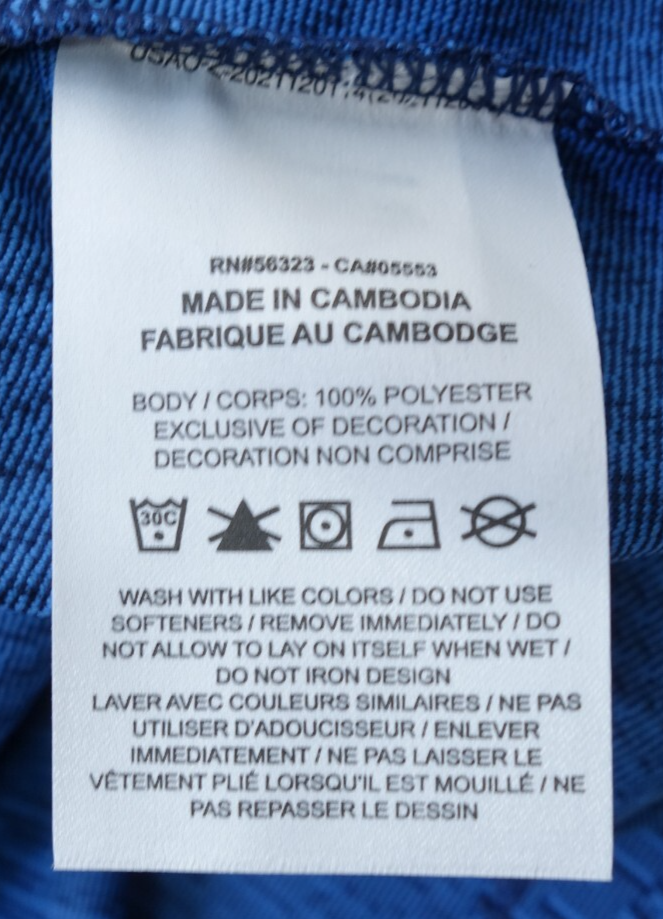 RN#56323 - CA#05553
MADE IN CAMBODIA
FABRIQUE AU CAMBODGE
BODY / CORPS: 100% POLYESTER
EXCLUSIVE OF DECORATION /
DECORATION NON COMPRISE
30C
WASH WITH LIKE COLORS / DO NOT USE
SOFTENERS / REMOVE IMMEDIATELY / DO
NOT ALLOW TO LAY ON ITSELF WHEN WET /
DO NOT IRON DESIGN
LAVER AVEC COULEURS SIMILAIRES / NE PAS
UTILISER D'ADOUCISSEUR / ENLEVER
IMMEDIATEMENT / NE PAS LAISSER LE
VÊTEMENT PLIÉ LORSQU'IL EST MOUILLÉ / NE
PAS REPASSER LE DESSIN